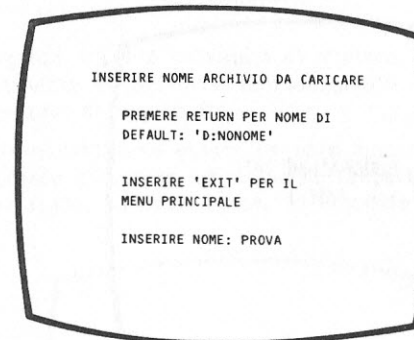 INSERIRE NOME ARCHIVIO DA CARICARE
PREMERE RETURN PER NOME DI
DEFAULT: 'D:NONOME'
INSERIRE 'EXIT' PER IL
MENU PRINCIPALE
INSERIRE NOME: PROVA